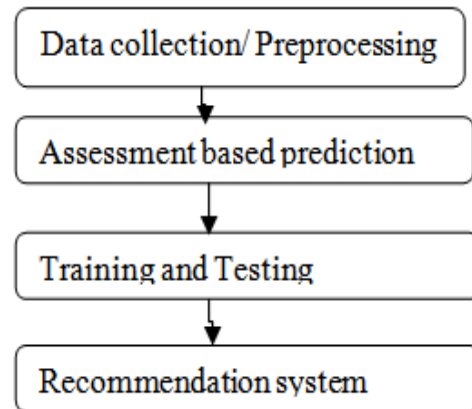 Data collection/ Preprocessing
Assessment based prediction
Training and Testing
Recommendation system